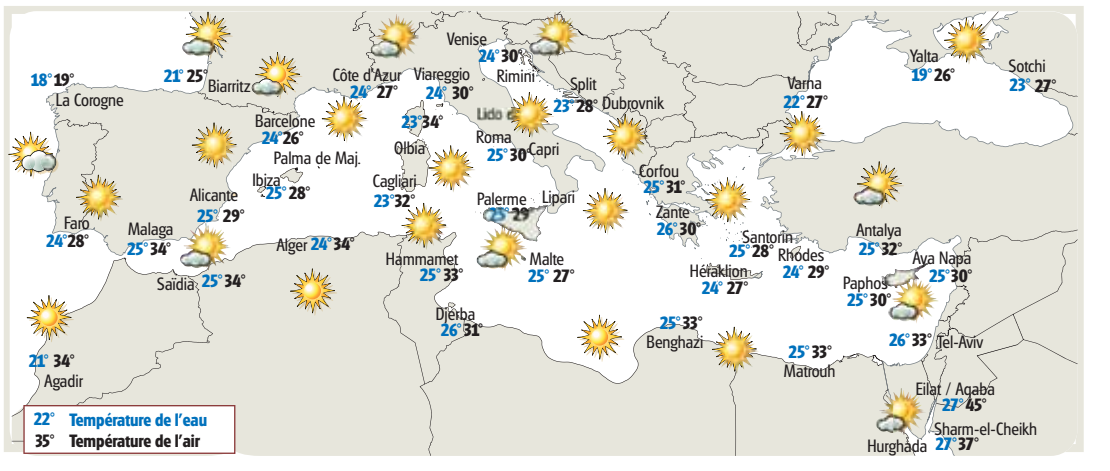 Venise
24° 30°
Rimini
18° 19°
La Corogne
21° 25°
Biarritz
Côte d'Azur
24° 27°
Viareggio
24° 30°
Split
23° 28°
Dubrovnik
Varna
22° 27°
Yalta
19° 26°
Sotchi
23° 27°
Barcelone
24° 26°
23° 34°
Olbia
Lido
Roma
25° 30°
Capri
Palma de Maj.
Ibiza
25° 28°
Cagliari
23° 32°
Alicante
25° 29°
Palerme
25° 29°
Lipari
Corfou
25° 31°
Zante
26° 30°
Faro
24° 28°
Malaga
25° 34°
Saïdia
25° 34°
Alger
24° 34°
Hammamet
25° 33°
Malte
25° 27°
Santorin
25° 28°
Rhodes
24° 29°
Héraklion
24° 27°
Antalya
25° 32°
Aya Napa
25° 30°
Paphos
25° 30°
Djerba
26° 31°
25° 33°
Benghazi
25° 33°
Matrouh
26° 33°
Tel-Aviv
21° 34°
Agadir
Eilat / Aqaba
27° 45°
Sharm-el-Cheikh
27° 37°
Hurghada
22° Température de l'eau
35° Température de l'air